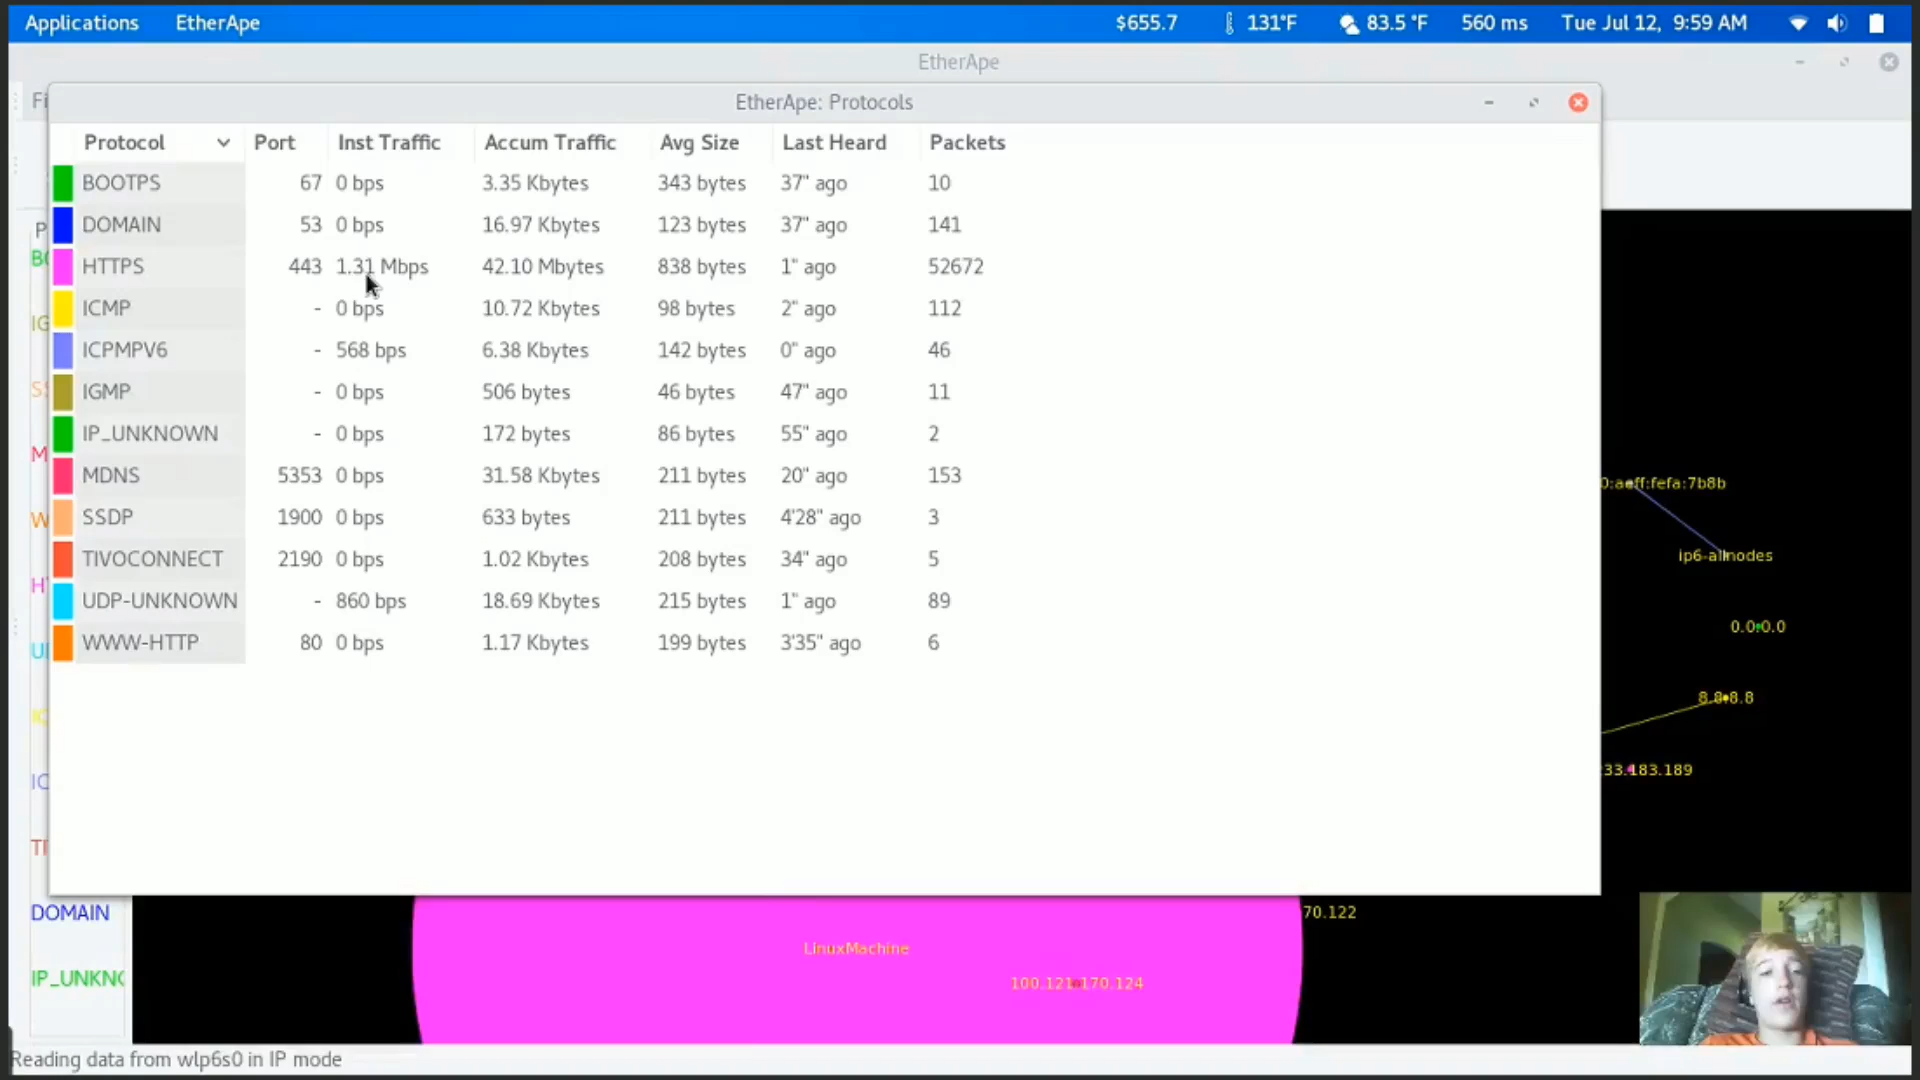 Applications EtherApe $655.7 131°F 83.5 °F 560 ms Tue Jul 12, 9:59 AM
EtherApe
Fi
EtherApe: Protocols
Protocol Port Inst Traffic Accum Traffic Avg Size Last Heard Packets
BOOTPS 67 0 bps 3.35 Kbytes 343 bytes 37" ago 10
DOMAIN 53 0 bps 16.97 Kbytes 123 bytes 37" ago 141
HTTPS 443 1.31 Mbps 42.10 Mbytes 838 bytes 1" ago 52672
ICMP - 0 bps 10.72 Kbytes 98 bytes 2" ago 112
ICPMPV6 - 568 bps 6.38 Kbytes 142 bytes 0" ago 46
IGMP - 0 bps 506 bytes 46 bytes 47" ago 11
IP_UNKNOWN - 0 bps 172 bytes 86 bytes 55" ago 2
MDNS 5353 0 bps 31.58 Kbytes 211 bytes 20" ago 153
SSDP 1900 0 bps 633 bytes 211 bytes 4'28" ago 3
TIVOCONNECT 2190 0 bps 1.02 Kbytes 208 bytes 34" ago 5
UDP-UNKNOWN - 860 bps 18.69 Kbytes 215 bytes 1" ago 89
WWW-HTTP 80 0 bps 1.17 Kbytes 199 bytes 3'35" ago 6
0:aeff:fefa:7b8b
ip6-allnodes
0.0.0.0
8.8.8.8
33.183.189
70.122
DOMAIN
LinuxMachine
IP_UNKNO
100.121.170.124
Reading data from wlp6s0 in IP mode